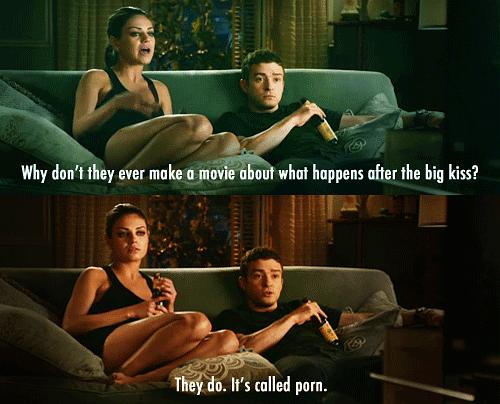 Why don't they ever make a movie about what happens after the big kiss?
They do. It's called porn.